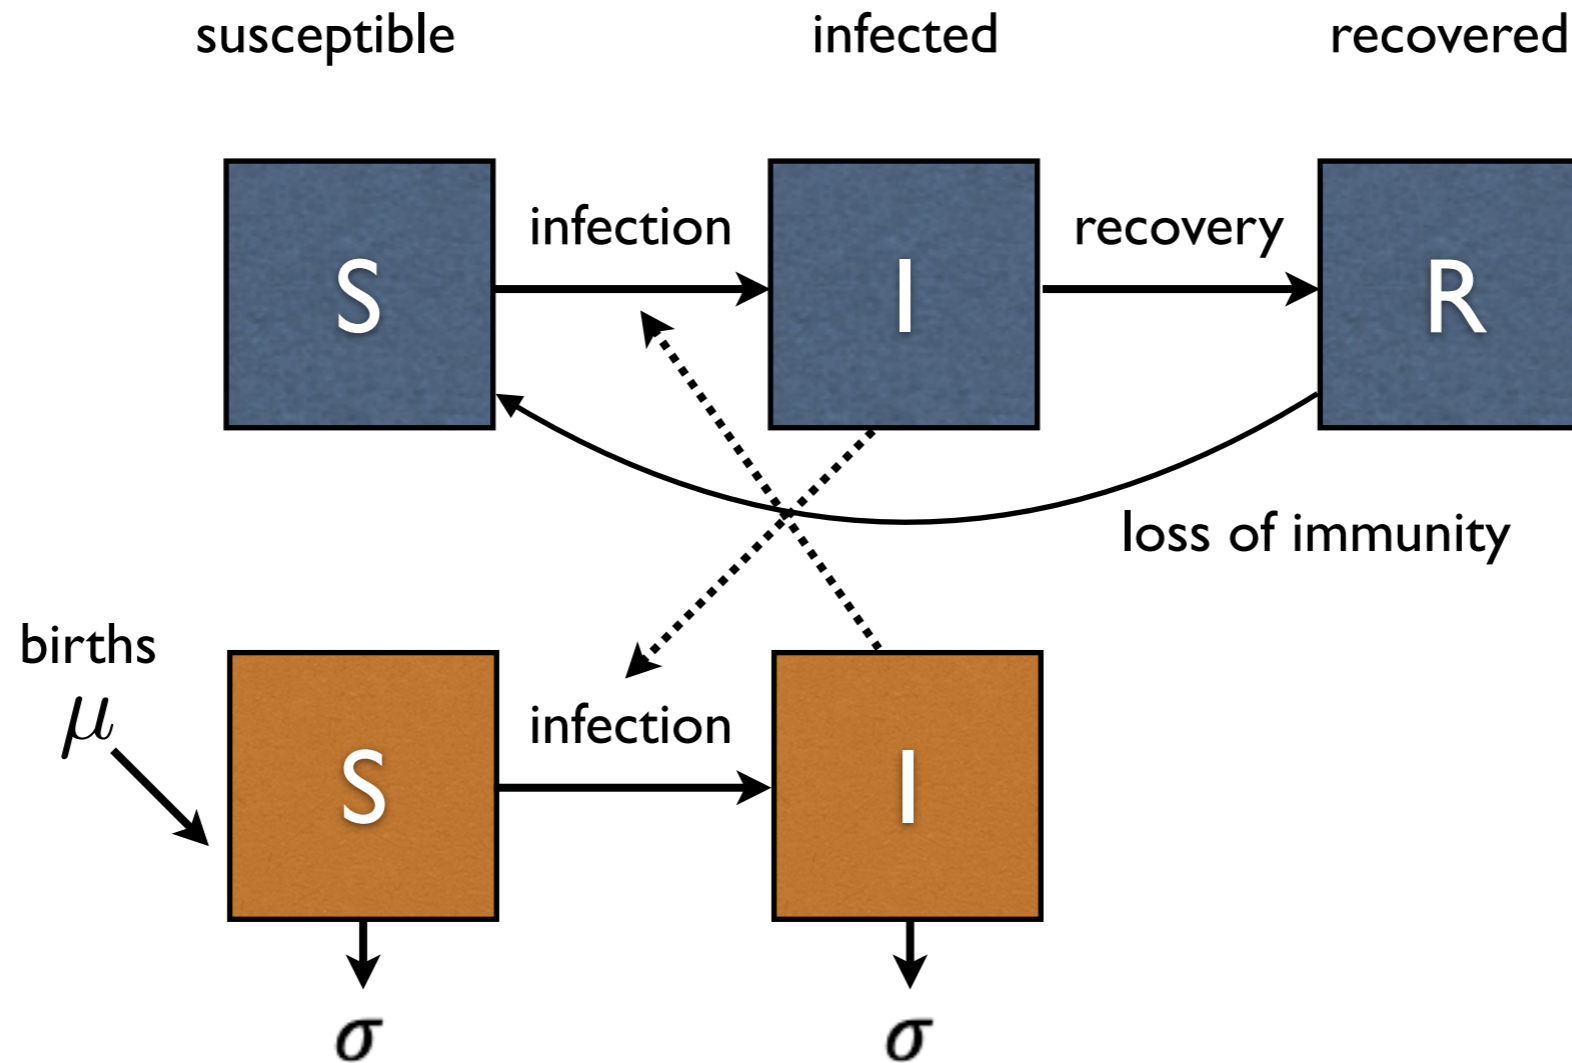 susceptible infected recovered
infection recovery
S I R
loss of immunity
births
μ
infection
S I
σ σ